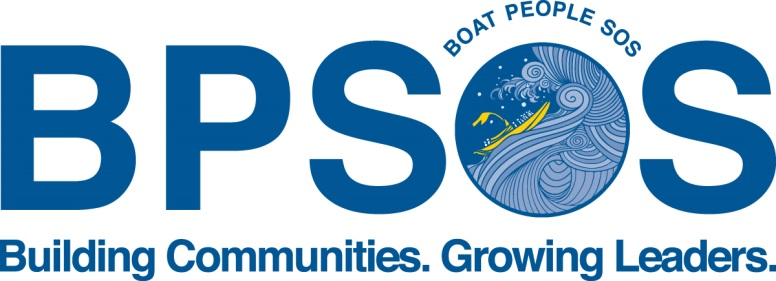 BOAT PEOPLE SOS
BPSOS
Building Communities. Growing Leaders.